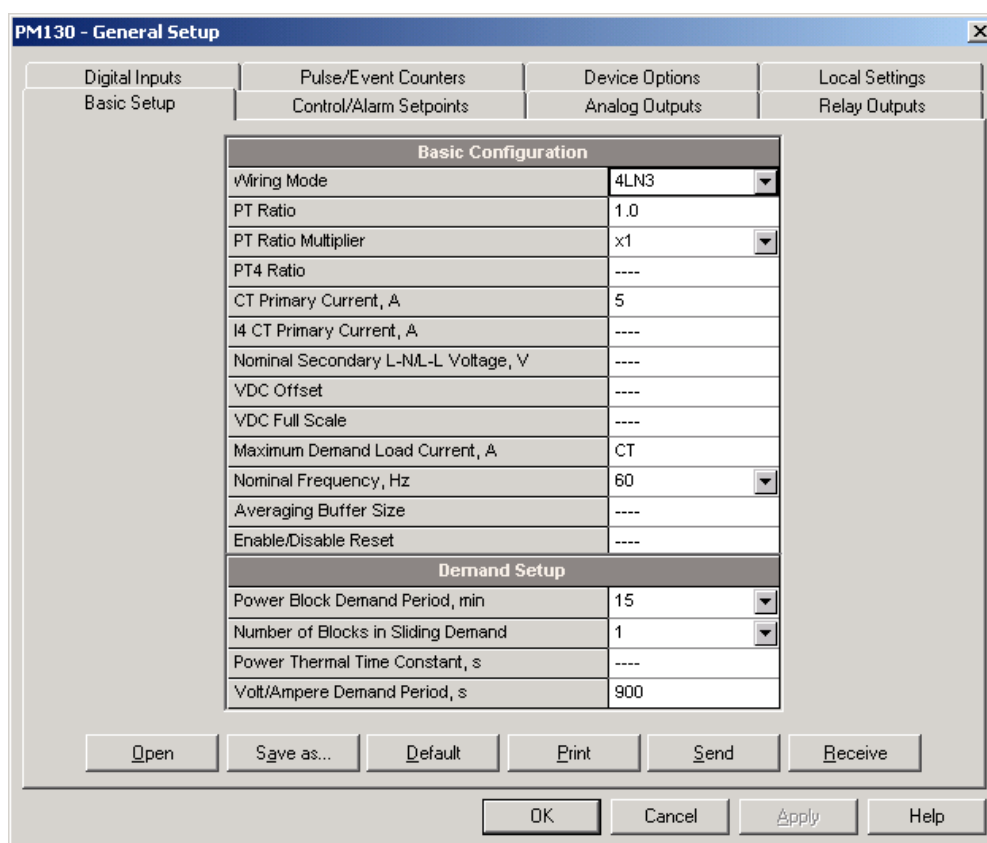 PM130 - General Setup
Digital Inputs Pulse/Event Counters Device Options Local Settings
Basic Setup Control/Alarm Setpoints Analog Outputs Relay Outputs
Basic Configuration
Wiring Mode 4LN3
PT Ratio 1.0
PT Ratio Multiplier x1
PT4 Ratio ----
CT Primary Current, A 5
I4 CT Primary Current, A ----
Nominal Secondary L-N/L-L Voltage, V ----
VDC Offset ----
VDC Full Scale ----
Maximum Demand Load Current, A CT
Nominal Frequency, Hz 60
Averaging Buffer Size ----
Enable/Disable Reset ----
Demand Setup
Power Block Demand Period, min 15
Number of Blocks in Sliding Demand 1
Power Thermal Time Constant, s ----
Volt/Ampere Demand Period, s 900
Open Save as... Default Print Send Receive
OK Cancel Apply Help